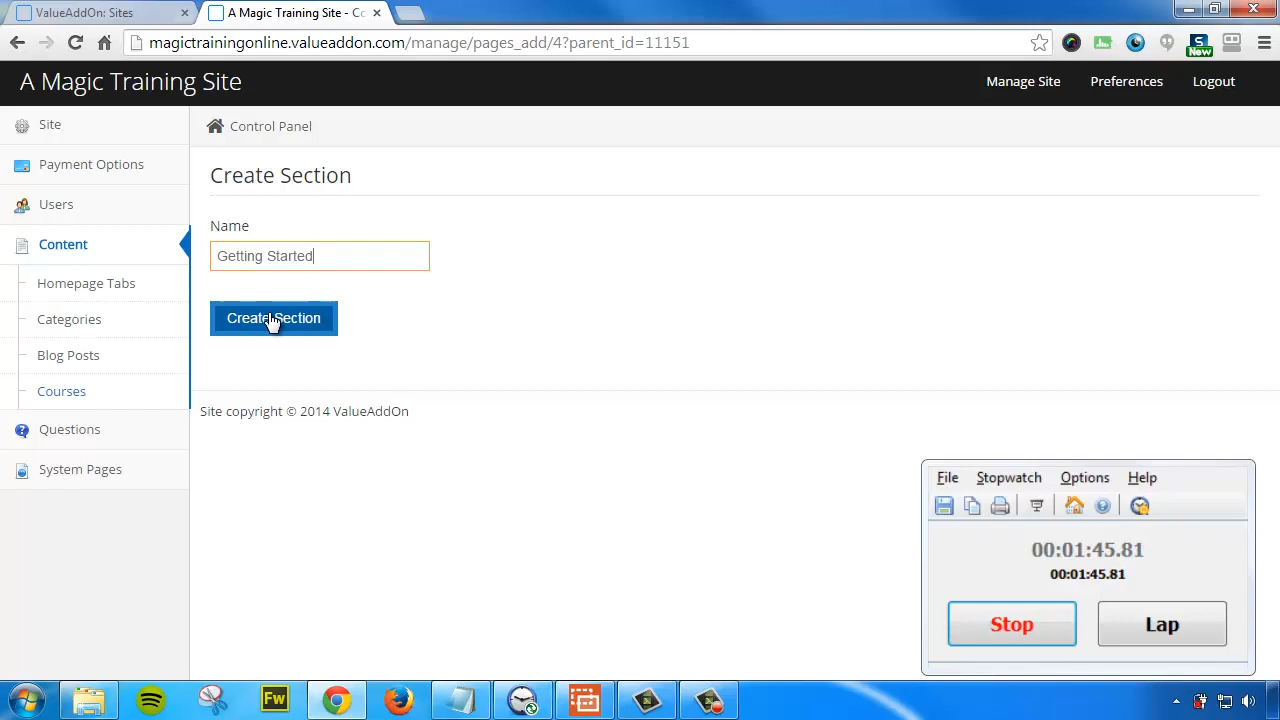 ValueAddOn: Sites
A Magic Training Site - Cc
magictrainingonline.valueaddon.com/manage/pages_add/4?parent_id=11151
New
A Magic Training Site
Manage Site
Preferences
Logout
Site
Payment Options
Users
Content
Homepage Tabs
Categories
Blog Posts
Courses
Questions
System Pages
Control Panel
Create Section
Name
Getting Started
Create Section
Site copyright © 2014 ValueAddOn
File Stopwatch Options Help
00:01:45.81
00:01:45.81
Stop
Lap
Fw